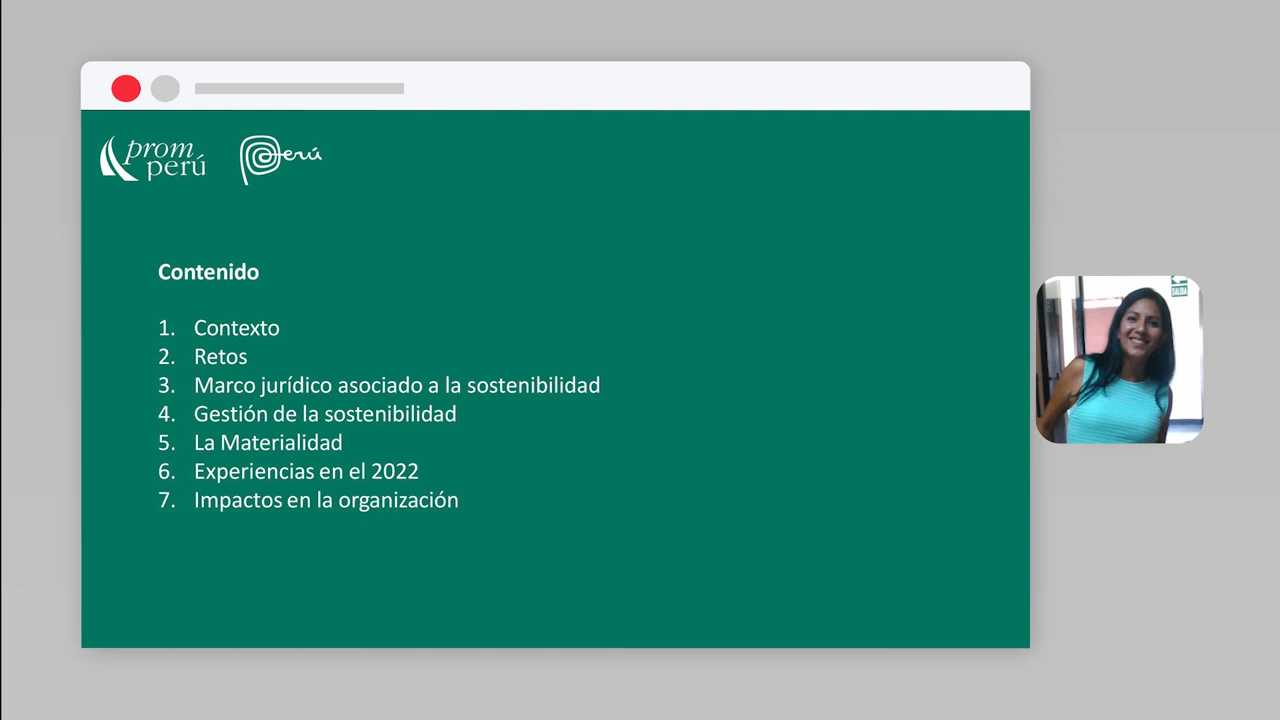 prom
perú
Perú
Contenido
1. Contexto
2. Retos
3. Marco jurídico asociado a la sostenibilidad
4. Gestión de la sostenibilidad
5. La Materialidad
6. Experiencias en el 2022
7. Impactos en la organización
SALIDA